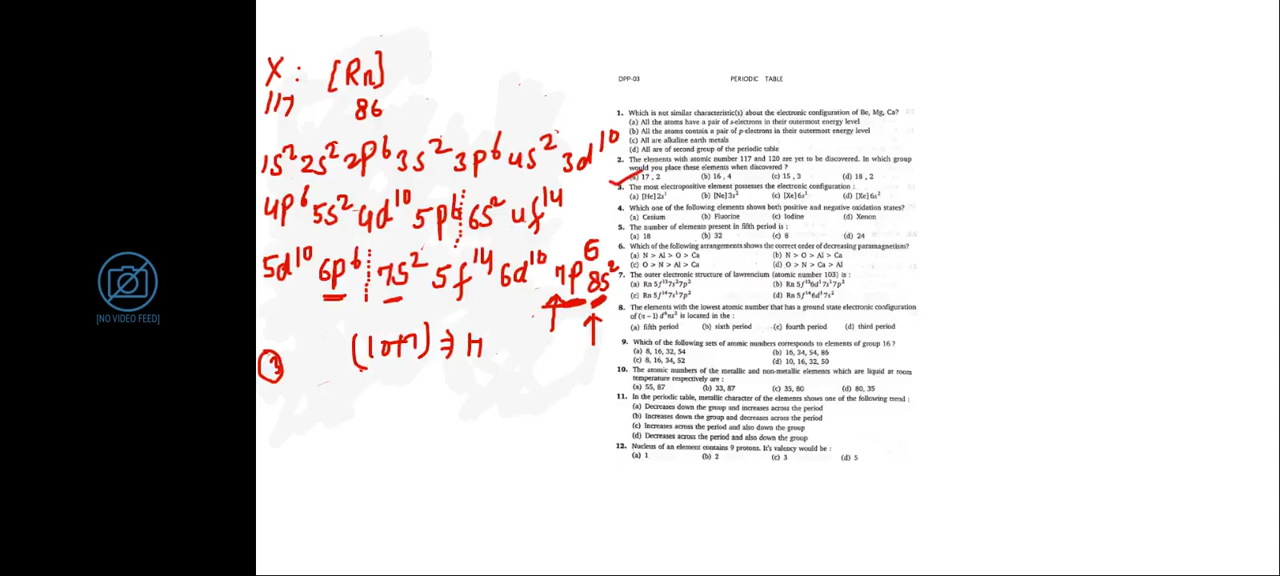 [NO VIDEO FEED]
X : [Rn]
117 86
1s² 2s² 2p⁶ 3s² 3p⁶ 4s² 3d¹⁰
4p⁶ 5s² 4d¹⁰ 5p⁶ 6s² 4f¹⁴
5d¹⁰ 6p⁶ 7s² 5f¹⁴ 6d¹⁰ 7p⁵ 8s²
(10+7)
3
DPP-03 PERIODIC TABLE
1. Which is not similar characteristic(s) about the electronic configuration of Be, Mg, Ca?
(a) All the atoms have a pair of s-electrons in their outermost energy level
(b) All the atoms contain a pair of p-electrons in their outermost energy level
(c) All are alkaline earth metals
(d) All are of second group of the periodic table
2. The elements with atomic number 117 and 120 are yet to be discovered. In which group
would you place these elements when discovered ?
(a) 17, 2 (b) 16, 4 (c) 15, 3 (d) 18, 2
3. The most electropositive element possesses the electronic configuration :
(a) [He]2s¹ (b) [Ne]3s² (c) [Xe]6s¹ (d) [Xe]6s²
4. Which one of the following elements shows both positive and negative oxidation states?
(a) Cesium (b) Fluorine (c) Iodine (d) Xenon
5. The number of elements present in fifth period is :
(a) 18 (b) 32 (c) 8 (d) 24
6. Which of the following arrangements shows the correct order of decreasing paramagnetism?
(a) N > Al > O > Ca (b) N > O > Al > Ca
(c) O > N > Al > Ca (d) O > N > Ca > Al
7. The outer electronic structure of lawrencium (atomic number 103) is :
(a) Rn 5f¹³7s²7p² (b) Rn 5f¹³6d¹7s¹7p²
(c) Rn 5f¹⁴7s¹7p² (d) Rn 5f¹⁴6d¹7s²
8. The elements with the lowest atomic number that has a ground state electronic configuration
of (n – 1) d⁶ns² is located in the :
(a) fifth period (b) sixth period (c) fourth period (d) third period
9. Which of the following sets of atomic numbers corresponds to elements of group 16 ?
(a) 8, 16, 32, 54 (b) 16, 34, 54, 86
(c) 8, 16, 34, 52 (d) 10, 16, 32, 50
10. The atomic numbers of the metallic and non-metallic elements which are liquid at room
temperature respectively are :
(a) 55, 87 (b) 33, 87 (c) 35, 80 (d) 80, 35
11. In the periodic table, metallic character of the elements shows one of the following trend :
(a) Decreases down the group and increases across the period
(b) Increases down the group and decreases across the period
(c) Increases across the period and also down the group
(d) Decreases across the period and also down the group
12. Nucleus of an element contains 9 protons. It's valency would be :
(a) 1 (b) 2 (c) 3 (d) 5